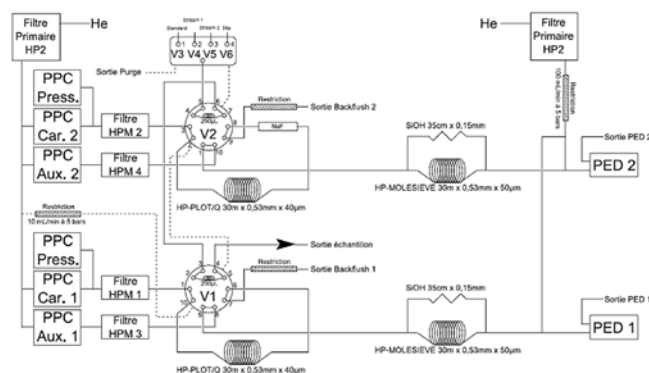 Filtre
Primaire
HP2
He
Stream 1
Stream 2
Standard
1
2
3
4
V3
V4
V5
V6
He
Filtre
Primaire
HP2
Restriction
100 mL/min à 5 bars
Sortie Purge
PPC
Press.
PPC
Car. 2
PPC
Aux. 2
Filtre
HPM 2
Filtre
HPM 4
250µL
V2
Restriction
Sortie Backflush 2
NaF
SiOH 35cm x 0,15mm
HP-MOLESIEVE 30m x 0,53mm x 50µm
Sortie PED 2
PED 2
HP-PLOT/Q 30m x 0,53mm x 40µm
Restriction
10 mL/min à 5 bars
PPC
Press.
PPC
Car. 1
PPC
Aux. 1
Filtre
HPM 1
Filtre
HPM 3
Sortie échantillon
250µL
V1
Restriction
Sortie Backflush 1
SiOH 35cm x 0,15mm
HP-MOLESIEVE 30m x 0,53mm x 50µm
Sortie PED 1
PED 1
HP-PLOT/Q 30m x 0,53mm x 40µm